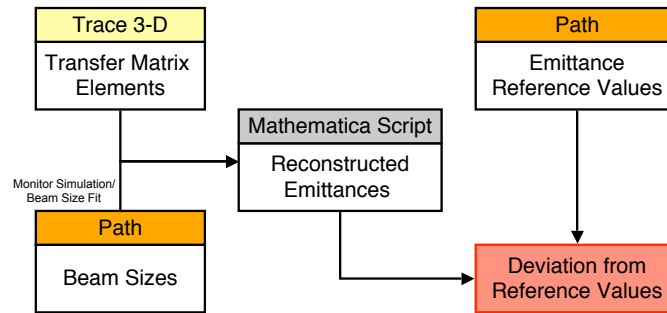 Trace 3-D
Transfer Matrix
Elements
Path
Emittance
Reference Values
Mathematica Script
Reconstructed
Emittances
Monitor Simulation/
Beam Size Fit
Path
Beam Sizes
Deviation from
Reference Values